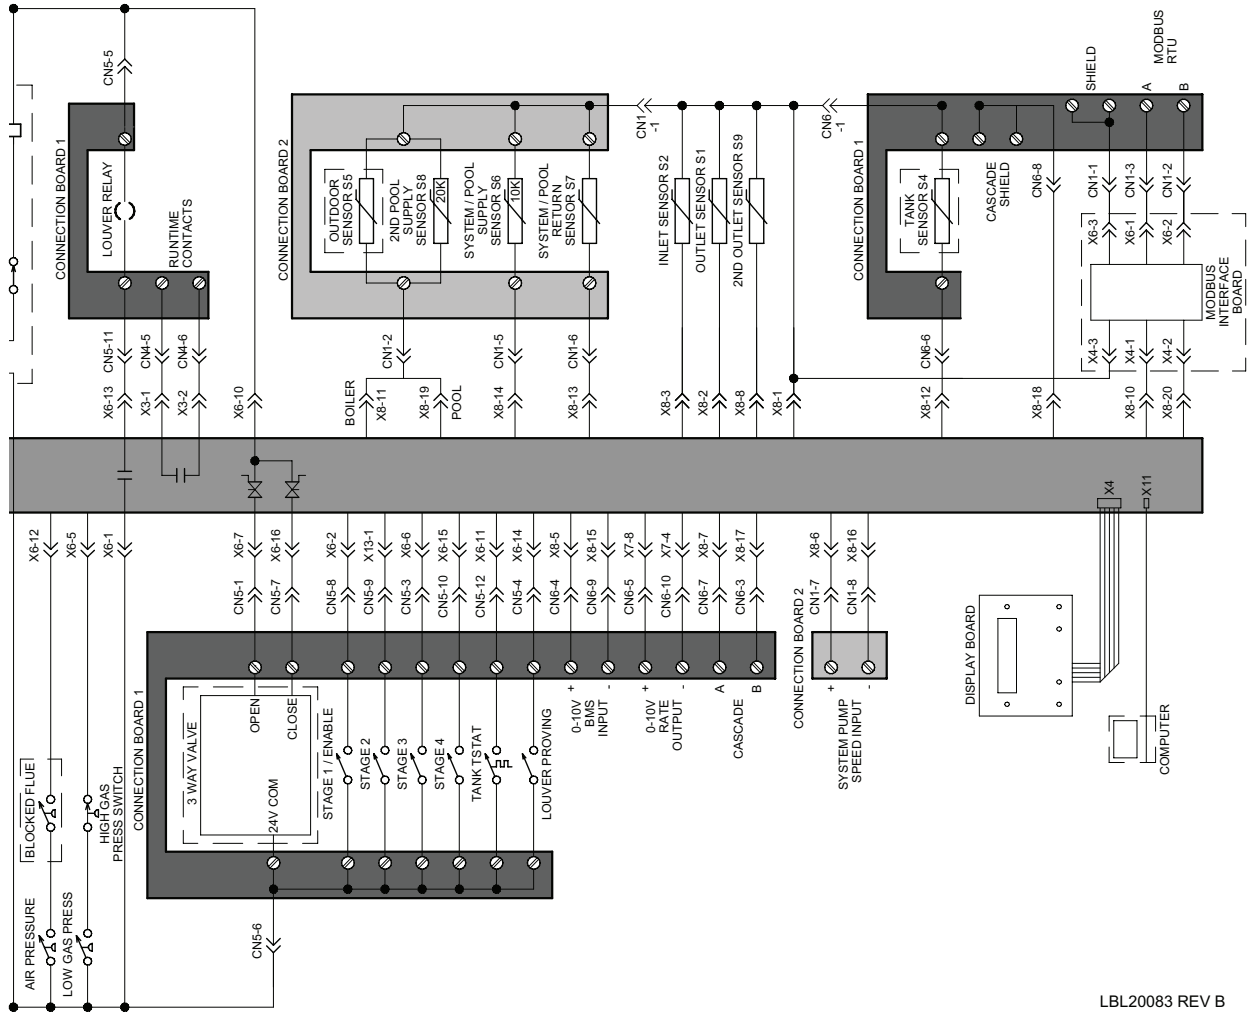 CN5-5
CONNECTION BOARD 1
LOUVER RELAY
RUNTIME
CONTACTS
CN5-11
CN4-5
CN4-6
X6-13
X3-1
X3-2
X6-10
CONNECTION BOARD 2
OUTDOOR
SENSOR S5
2ND POOL
SUPPLY
SENSOR S8
20K
SYSTEM / POOL
SUPPLY
SENSOR S6
10K
SYSTEM / POOL
RETURN
SENSOR S7
CN1-2
CN1-5
CN1-6
BOILER
X8-11
X8-19
POOL
X8-14
X8-13
CN1
-1
INLET SENSOR S2
OUTLET SENSOR S1
2ND OUTLET SENSOR S9
X8-3
X8-2
X8-8
X8-1
CN6
-1
CONNECTION BOARD 1
TANK
SENSOR S4
CASCADE
SHIELD
CN6-8
SHIELD
MODBUS
RTU
A
B
CN1-1
CN1-3
CN1-2
X6-3
X6-1
X6-2
MODBUS
INTERFACE
BOARD
X4-3
X4-1
X4-2
CN6-6
X8-12
X8-18
X8-10
X8-20
X4
X11
X6-12
X6-5
X6-1
X6-7
X6-16
X6-2
X13-1
X6-6
X6-15
X6-11
X6-14
X8-5
X8-15
X7-8
X7-4
X8-7
X8-17
X8-6
X8-16
CN5-1
CN5-7
CN5-8
CN5-9
CN5-3
CN5-10
CN5-12
CN5-4
CN6-4
CN6-9
CN6-5
CN6-10
CN6-7
CN6-3
CN1-7
CN1-8
CONNECTION BOARD 1
3 WAY VALVE
OPEN
CLOSE
24V COM
STAGE 1 / ENABLE
STAGE 2
STAGE 3
STAGE 4
TANK TSTAT
LOUVER PROVING
+
-
0-10V
BMS
INPUT
+
-
0-10V
RATE
OUTPUT
A
B
CASCADE
CONNECTION BOARD 2
+
-
SYSTEM PUMP
SPEED INPUT
DISPLAY BOARD
COMPUTER
BLOCKED FLUE
HIGH GAS
PRESS SWITCH
AIR PRESSURE
LOW GAS PRESS
CN5-6
LBL20083 REV B